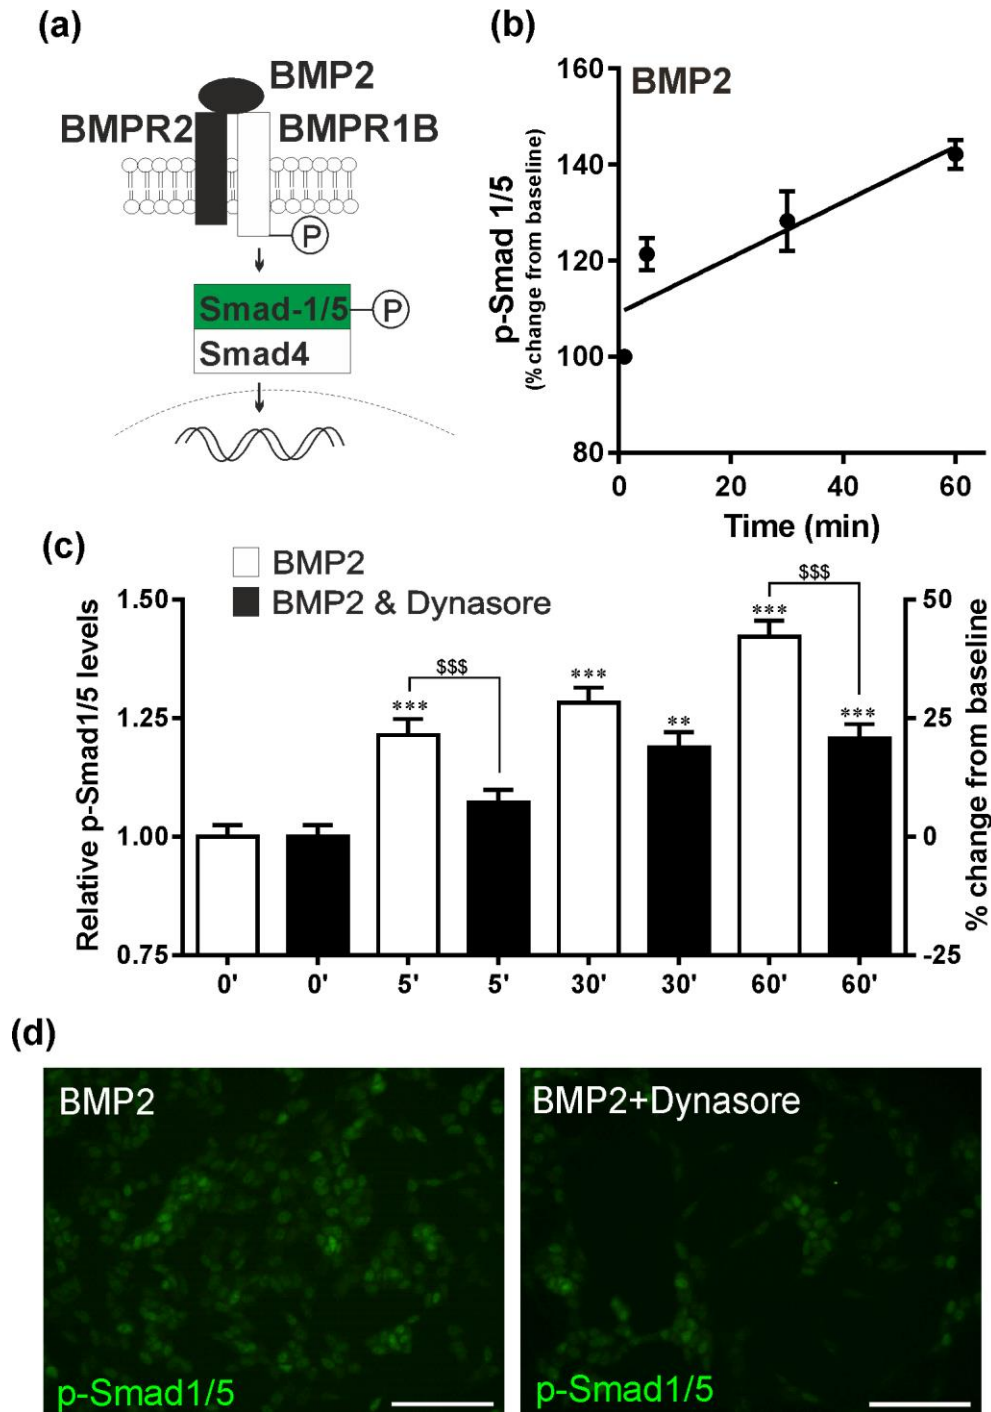 (a)
BMP2
BMPR2
BMPR1B
P
Smad-1/5
P
Smad4
(b)
BMP2
p-Smad 1/5
(% change from baseline)
160
140
120
100
80
0
20
40
60
Time (min)
(c)
BMP2
BMP2 & Dynasore
Relative p-Smad1/5 levels
1.50
1.25
1.00
0.75
$$$
***
***
**
$$$
***
***
50
25
0
-25
% change from baseline
0'
0'
5'
5'
30'
30'
60'
60'
(d)
BMP2
p-Smad1/5
BMP2+Dynasore
p-Smad1/5